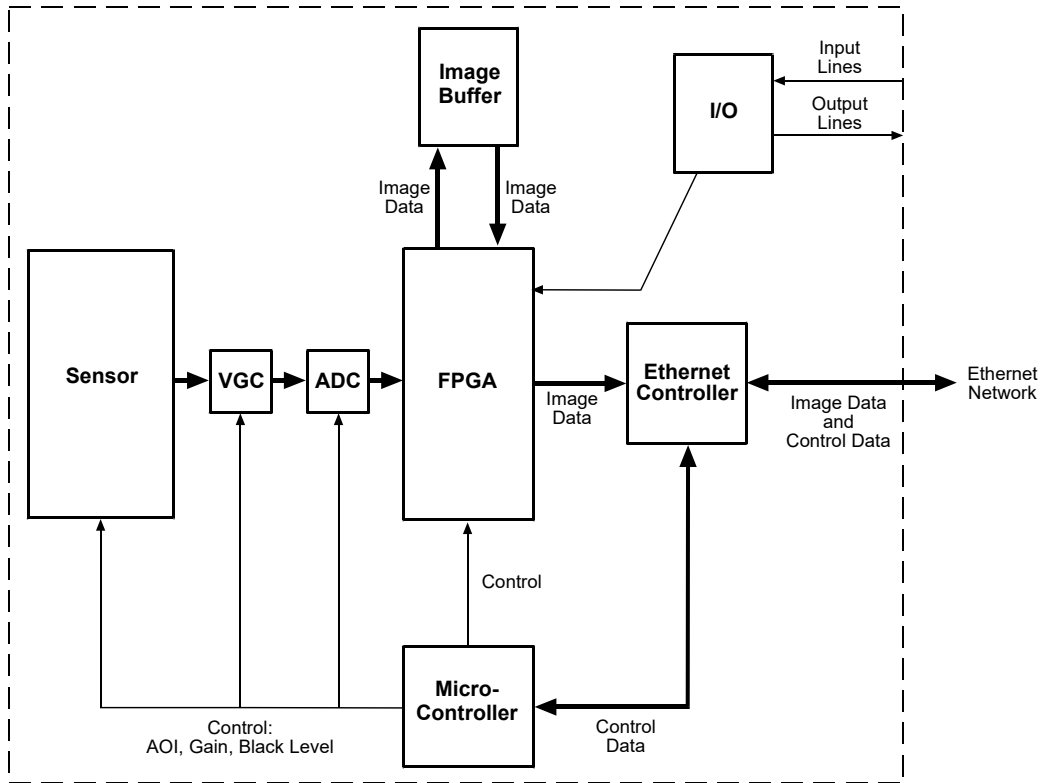 Image
Buffer
I/O
Input
Lines
Output
Lines
Image
Data
Image
Data
Sensor
VGC
ADC
FPGA
Image
Data
Ethernet
Controller
Image Data
and
Control Data
Ethernet
Network
Control
Micro-
Controller
Control:
AOI, Gain, Black Level
Control
Data